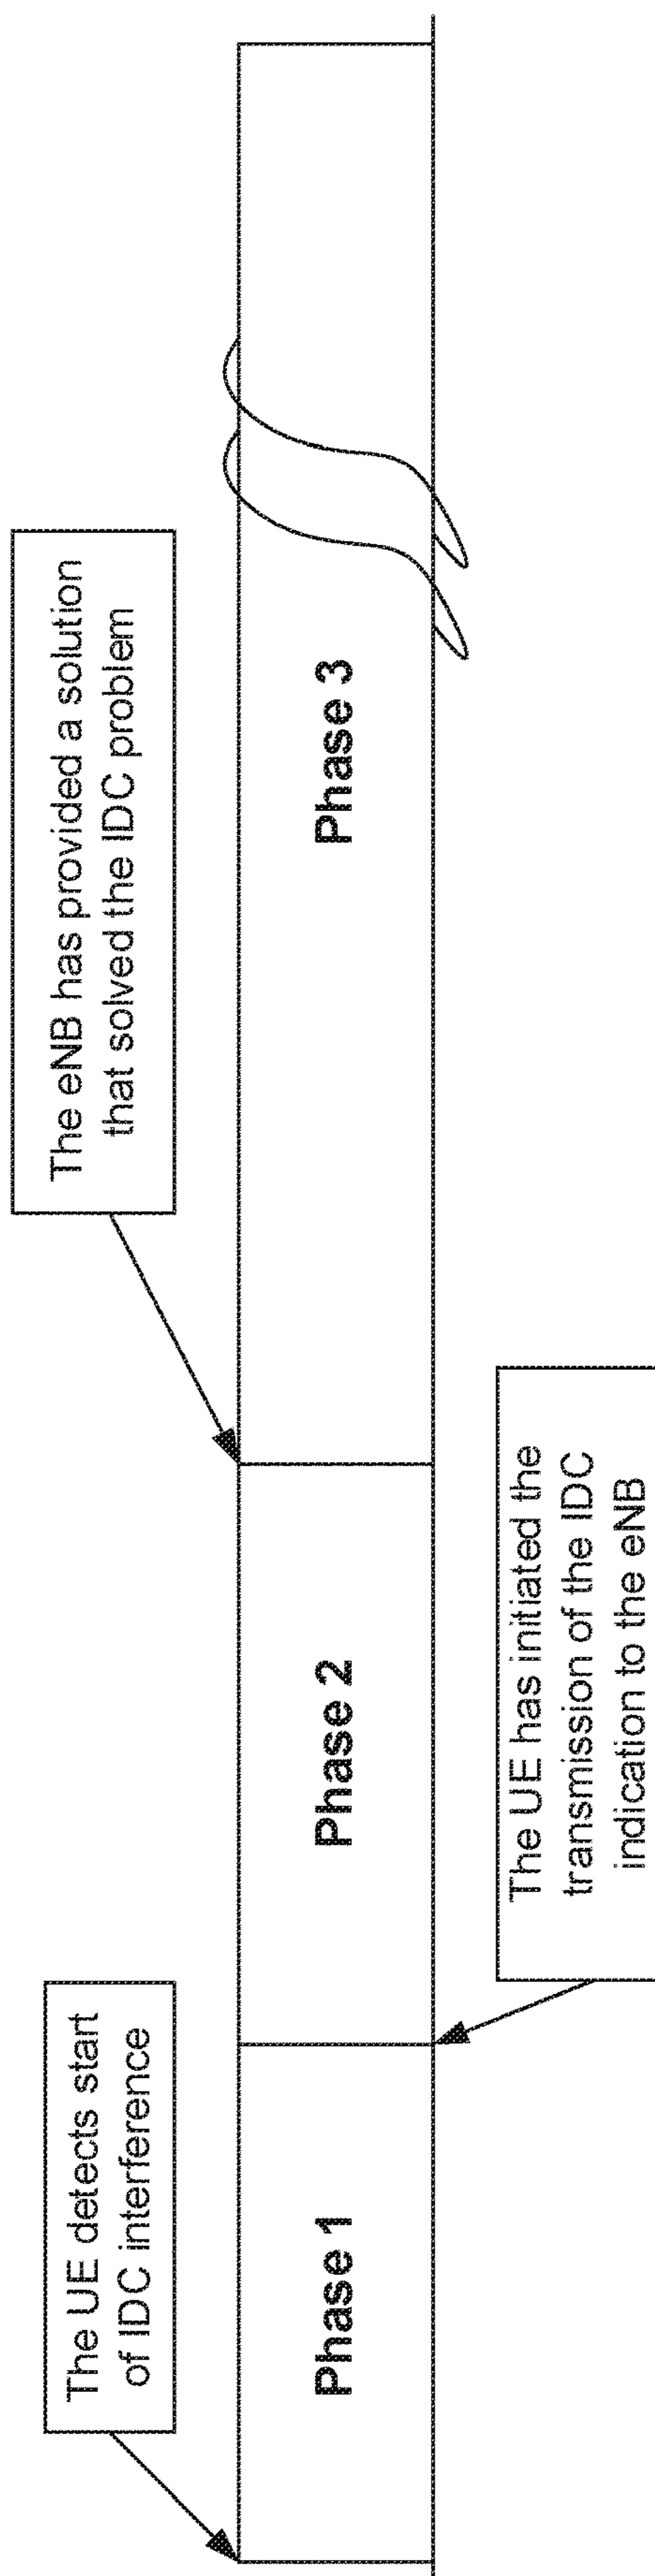 The UE detects start
of IDC interference
The eNB has provided a solution
that solved the IDC problem
Phase 1
Phase 2
Phase 3
The UE has initiated the
transmission of the IDC
indication to the eNB